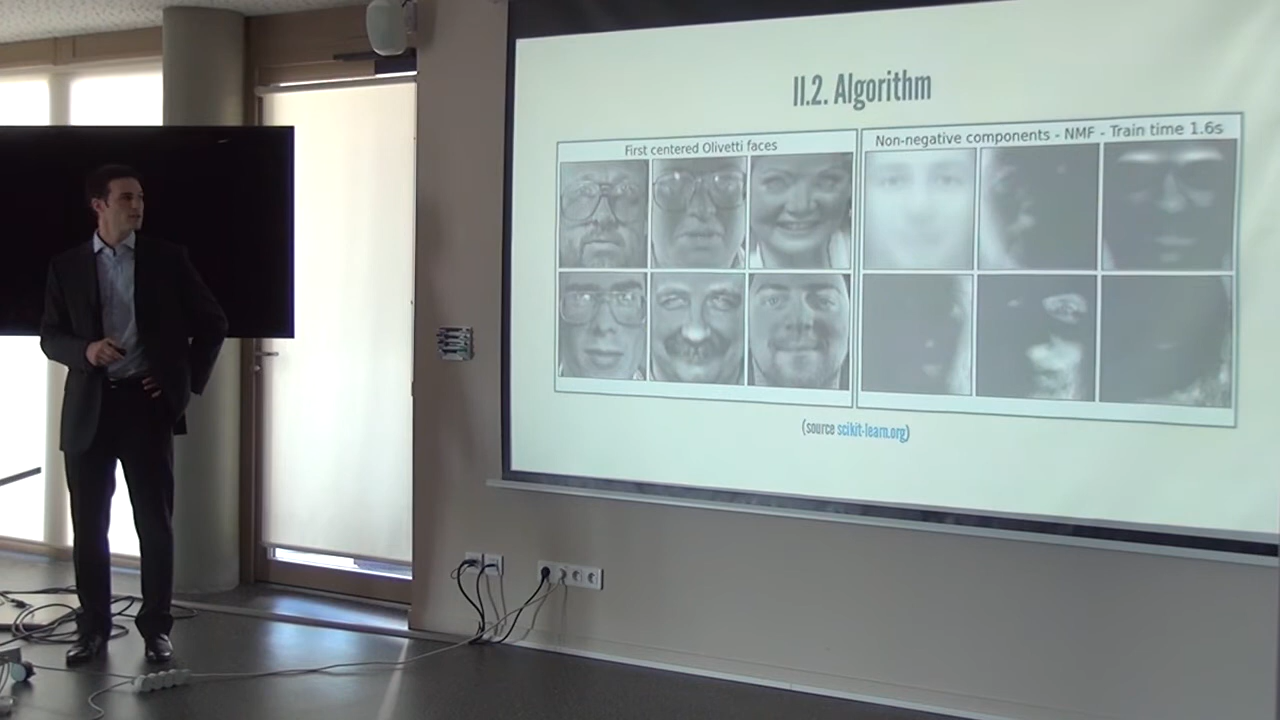 II.2. Algorithm
First centered Olivetti faces
Non-negative components - NMF - Train time 1.6s
(source scikit-learn.org)